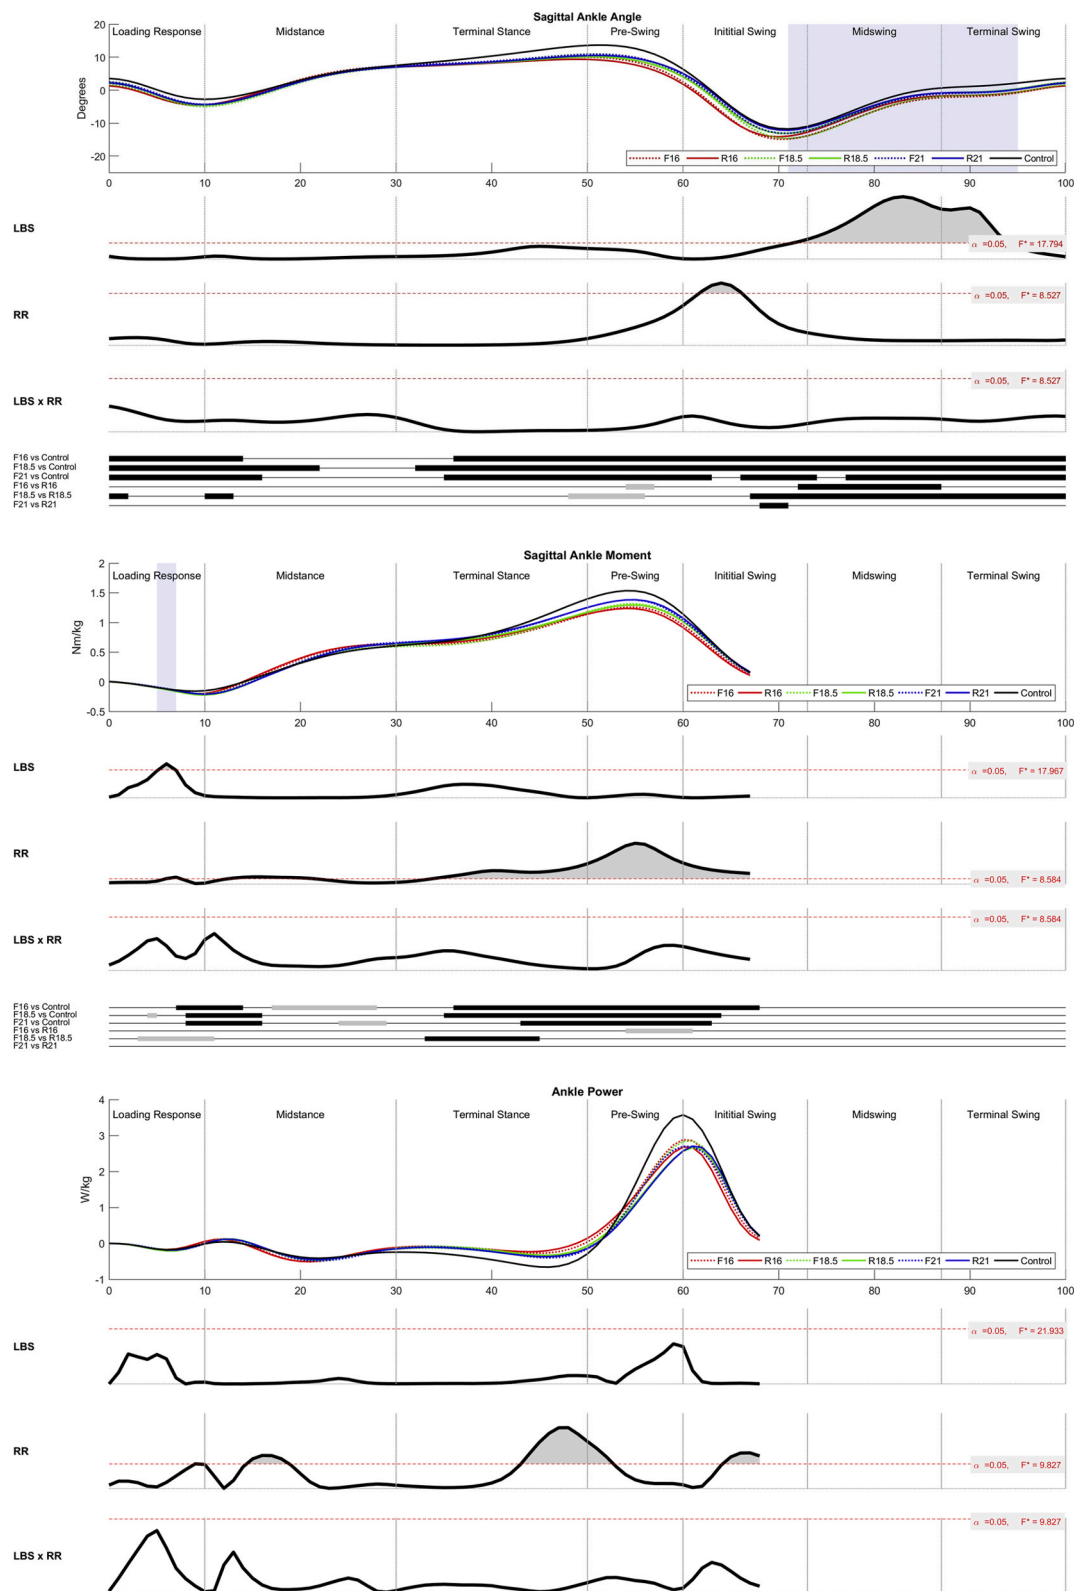 Sagittal Ankle Angle
Loading Response Midstance Terminal Stance Pre-Swing Inititial Swing Midswing Terminal Swing
20
10
0
-10
-20
Degrees
F16 R16 F18.5 R18.5 F21 R21 Control
0 10 20 30 40 50 60 70 80 90 100
LBS
α =0.05, F* = 17.794
RR
α =0.05, F* = 8.527
LBS x RR
α =0.05, F* = 8.527
F16 vs Control
F18.5 vs Control
F21 vs Control
F16 vs R16
F18.5 vs R18.5
F21 vs R21
Sagittal Ankle Moment
Loading Response Midstance Terminal Stance Pre-Swing Inititial Swing Midswing Terminal Swing
2
1.5
1
0.5
0
-0.5
Nm/kg
F16 R16 F18.5 R18.5 F21 R21 Control
0 10 20 30 40 50 60 70 80 90 100
LBS
α =0.05, F* = 17.967
RR
α =0.05, F* = 8.584
LBS x RR
α =0.05, F* = 8.584
F16 vs Control
F18.5 vs Control
F21 vs Control
F16 vs R16
F18.5 vs R18.5
F21 vs R21
Ankle Power
Loading Response Midstance Terminal Stance Pre-Swing Inititial Swing Midswing Terminal Swing
4
3
2
1
0
-1
W/kg
F16 R16 F18.5 R18.5 F21 R21 Control
0 10 20 30 40 50 60 70 80 90 100
LBS
α =0.05, F* = 21.933
RR
α =0.05, F* = 9.827
LBS x RR
α =0.05, F* = 9.827